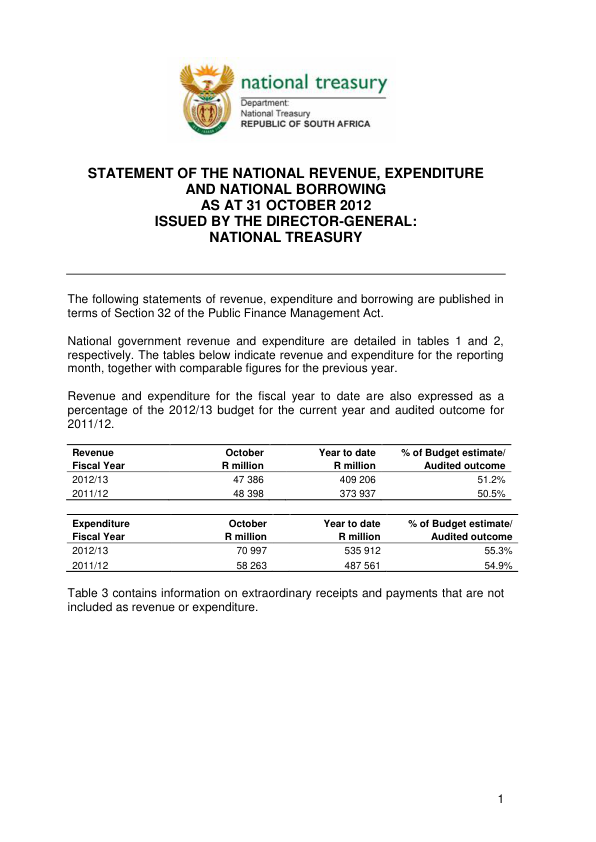 national treasury
Department:
National Treasury
REPUBLIC OF SOUTH AFRICA
STATEMENT OF THE NATIONAL REVENUE, EXPENDITURE
AND NATIONAL BORROWING
AS AT 31 OCTOBER 2012
ISSUED BY THE DIRECTOR-GENERAL:
NATIONAL TREASURY
The following statements of revenue, expenditure and borrowing are published in
terms of Section 32 of the Public Finance Management Act.
National government revenue and expenditure are detailed in tables 1 and 2,
respectively. The tables below indicate revenue and expenditure for the reporting
month, together with comparable figures for the previous year.
Revenue and expenditure for the fiscal year to date are also expressed as a
percentage of the 2012/13 budget for the current year and audited outcome for
2011/12.
Revenue October Year to date % of Budget estimate/
Fiscal Year R million R million Audited outcome
2012/13 47 386 409 206 51.2%
2011/12 48 398 373 937 50.5%
Expenditure October Year to date % of Budget estimate/
Fiscal Year R million R million Audited outcome
2012/13 70 997 535 912 55.3%
2011/12 58 263 487 561 54.9%
Table 3 contains information on extraordinary receipts and payments that are not
included as revenue or expenditure.
1